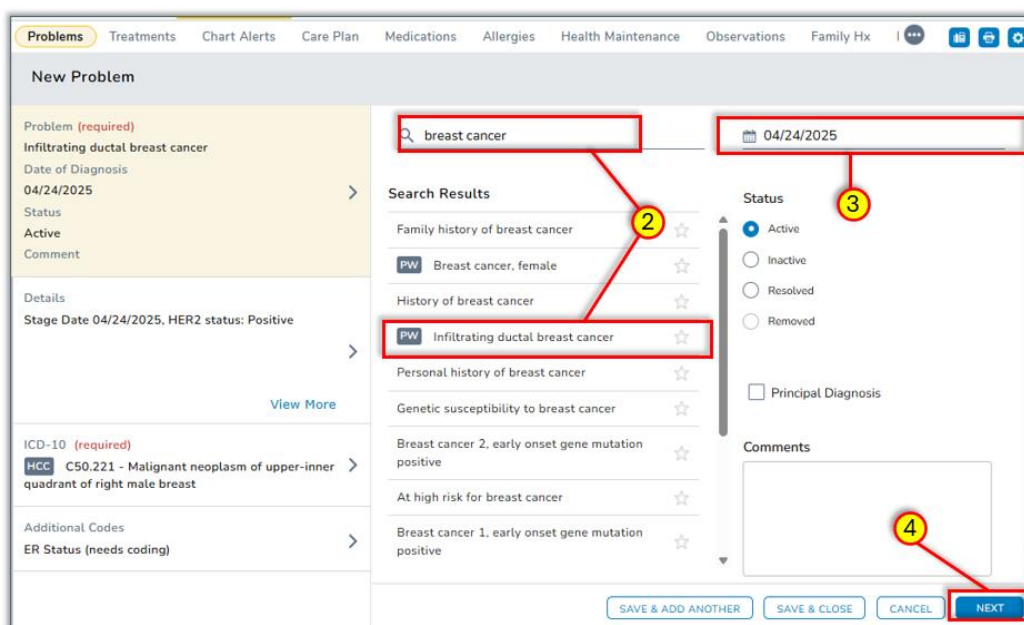 Problems Treatments Chart Alerts Care Plan Medications Allergies Health Maintenance Observations Family Hx
New Problem
Problem (required)
Infiltrating ductal breast cancer
Date of Diagnosis
04/24/2025
Status
Active
Comment
Details
Stage Date 04/24/2025, HER2 status: Positive
View More
ICD-10 (required)
HCC C50.221 - Malignant neoplasm of upper-inner
quadrant of right male breast
Additional Codes
ER Status (needs coding)
breast cancer
Search Results
2
Family history of breast cancer
PW Breast cancer, female
History of breast cancer
PW Infiltrating ductal breast cancer
Personal history of breast cancer
Genetic susceptibility to breast cancer
Breast cancer 2, early onset gene mutation
positive
At high risk for breast cancer
Breast cancer 1, early onset gene mutation
positive
04/24/2025
3
Status
Active
Inactive
Resolved
Removed
Principal Diagnosis
Comments
4
SAVE & ADD ANOTHER SAVE & CLOSE CANCEL NEXT